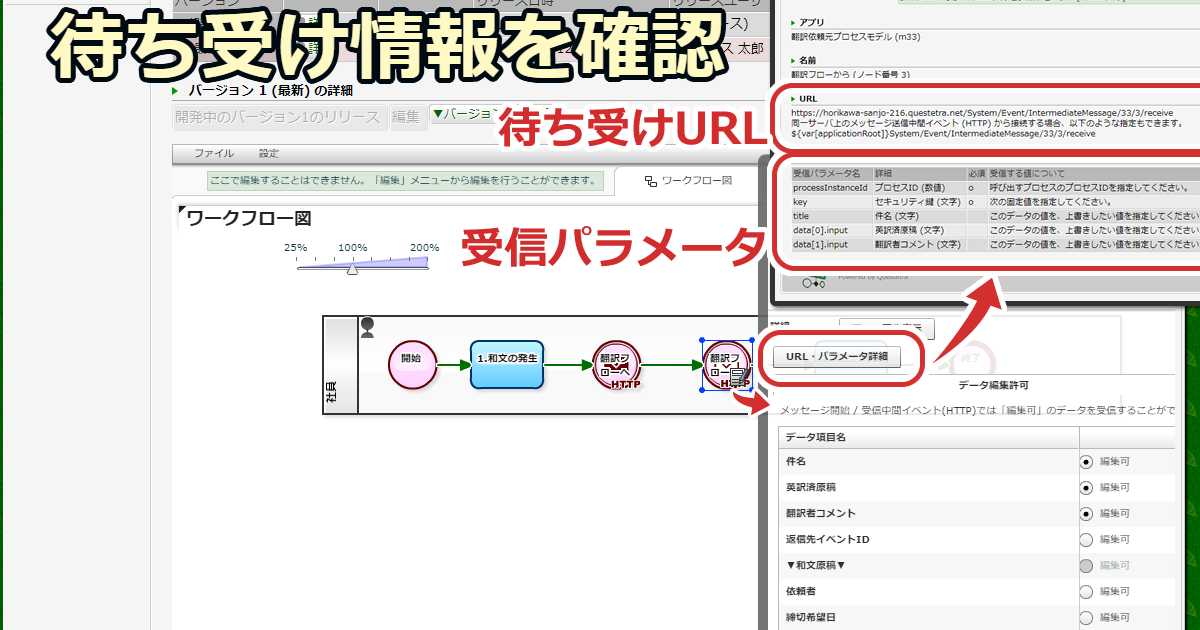 バージョン
リリース日時
リリースユーザ
待ち受け情報を確認
太郎
バージョン 1 (最新) の詳細
開発中のバージョン1のリリース
編集
▼バージョン
待ち受けURL
ファイル
設定
ここで編集することはできません。「編集」メニューから編集を行うことができます。
ワークフロー図
ワークフロー図
25%
100%
200%
受信パラメータ
社員
開始
1.和文の発生
翻訳フローへ
HTTP
翻訳フロー
HTTP
アプリ
翻訳依頼元プロセスモデル (m33)
名前
翻訳フローから (ノード番号 3)
URL
https://horikawa-sanjo-216.questetra.net/System/Event/IntermediateMessage/33/3/receive
同一サーバ上のメッセージ送信中間イベント (HTTP) から接続する場合、以下のような指定もできます。
${var[applicationRoot]}System/Event/IntermediateMessage/33/3/receive
受信パラメータ名 詳細 必須 受信する値について
processInstanceId プロセスID (数値) o 呼び出すプロセスのプロセスIDを指定してください。
key セキュリティ鍵 (文字) o 次の固定値を指定してください。
title 件名 (文字) このデータの値を、上書きしたい値を指定してください
data[0].input 英訳済原稿 (文字) このデータの値を、上書きしたい値を指定してください
data[1].input 翻訳者コメント (文字) このデータの値を、上書きしたい値を指定してください
Powered by Questetra
URL・パラメータ詳細
終了
データ編集許可
メッセージ開始 / 受信中間イベント(HTTP)では「編集可」のデータを受信することがで
データ項目名
件名 編集可
英訳済原稿 編集可
翻訳者コメント 編集可
返信先イベントID 編集可
▼和文原稿▼ 編集可
依頼者 編集可
締切希望日 編集可